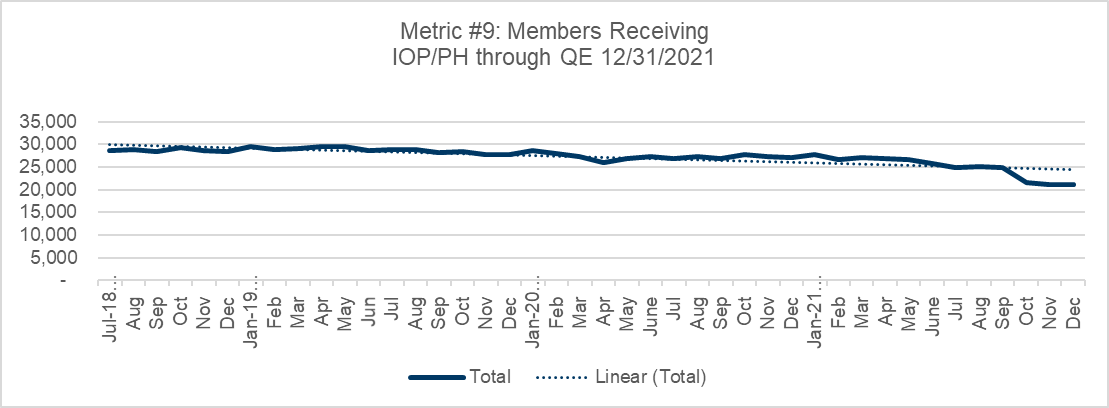 Metric #9: Members Receiving
IOP/PH through QE 12/31/2021
35,000
30,000
25,000
20,000
15,000
10,000
5,000
-
Jul-18...
Aug
Sep
Oct
Nov
Dec
Jan-19...
Feb
Mar
Apr
May
Jun
Jul
Aug
Sep
Oct
Nov
Dec
Jan-20...
Feb
Mar
Apr
May
June
Jul
Aug
Sep
Oct
Nov
Dec
Jan-21...
Feb
Mar
Apr
May
June
Jul
Aug
Sep
Oct
Nov
Dec
Total
Linear (Total)